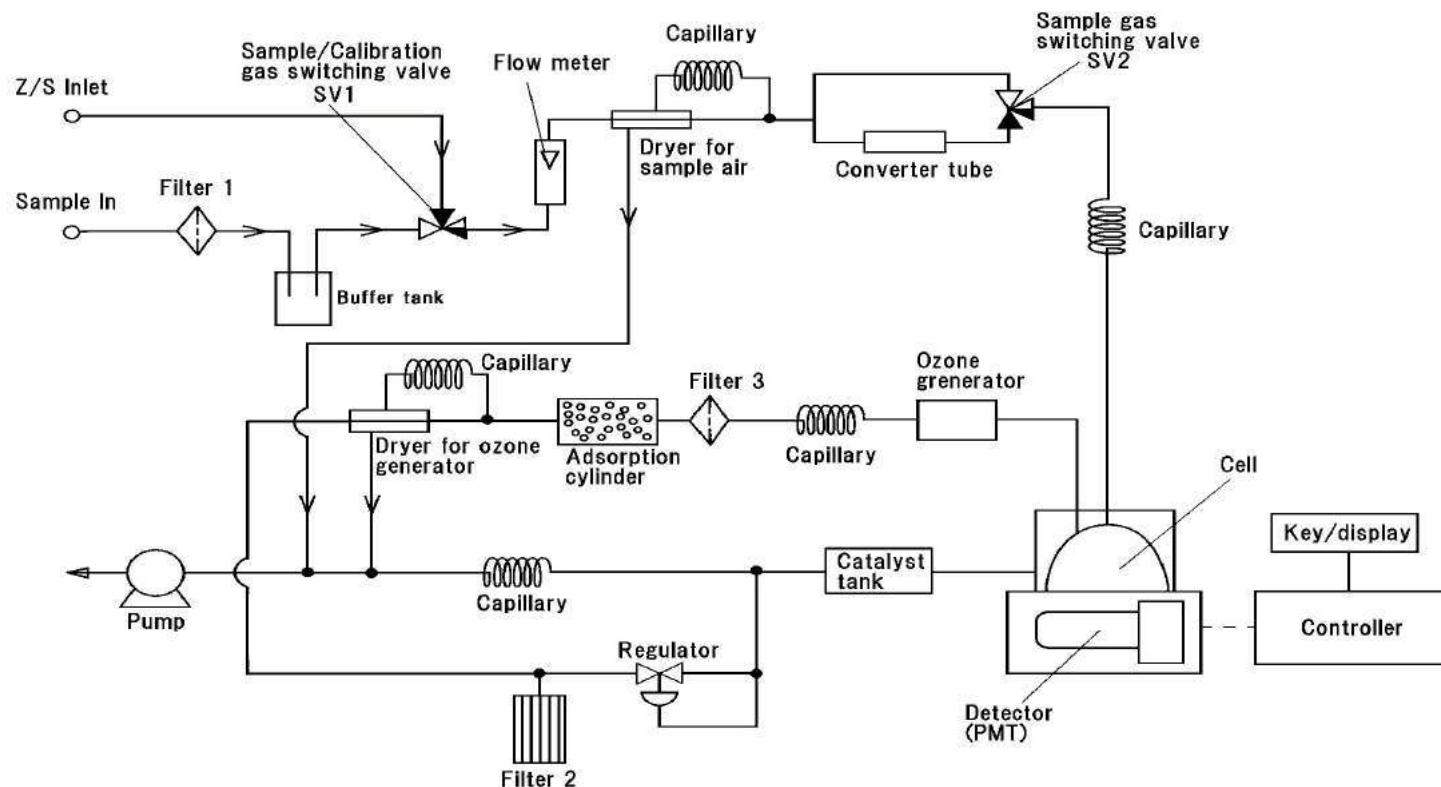 Sample/Calibration
gas switching valve
SV1
Z/S Inlet
Flow meter
Capillary
Sample gas
switching valve
SV2
Dryer for
sample air
Converter tube
Filter 1
Sample In
Buffer tank
Capillary
Capillary
Filter 3
Ozone
grenerator
Dryer for ozone
generator
Adsorption
cylinder
Capillary
Cell
Key/display
Catalyst
tank
Pump
Capillary
Controller
Regulator
Detector
(PMT)
Filter 2